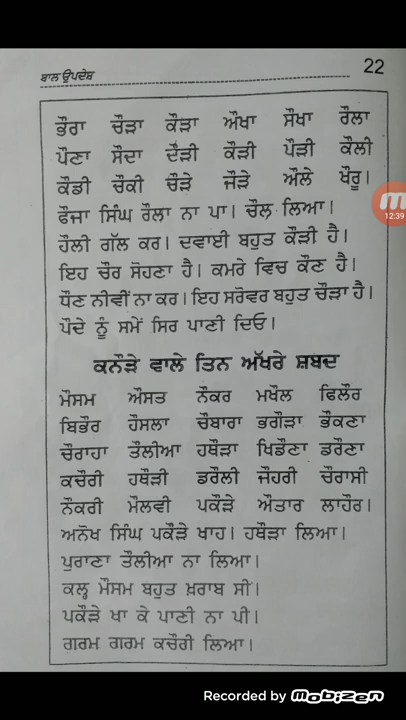 ਬਾਲ ਉਪਦੇਸ਼ 22
ਭੌਰਾ ਚੌੜਾ ਕੌੜਾ ਔਖਾ ਸੌਖਾ ਰੌਲਾ
ਪੌਣਾ ਸੌਦਾ ਦੌੜੀ ਕੌੜੀ ਪੌੜੀ ਕੌਲੀ
ਕੌਡੀ ਚੌਕੀ ਚੌੜੇ ਜੌੜੇ ਔਲੇ ਖੌਰੂ।
ਫੌਜਾ ਸਿੰਘ ਰੌਲਾ ਨਾ ਪਾ। ਚੌਲ ਲਿਆ।
ਹੌਲੀ ਗੱਲ ਕਰ। ਦਵਾਈ ਬਹੁਤ ਕੌੜੀ ਹੈ।
ਇਹ ਚੌਰ ਸੋਹਣਾ ਹੈ। ਕਮਰੇ ਵਿਚ ਕੌਣ ਹੈ।
ਧੌਣ ਨੀਵੀਂ ਨਾ ਕਰ। ਇਹ ਸਰੋਵਰ ਬਹੁਤ ਚੌੜਾ ਹੈ।
ਪੌਦੇ ਨੂੰ ਸਮੇਂ ਸਿਰ ਪਾਣੀ ਦਿਓ।
ਕਨੌੜੇ ਵਾਲੇ ਤਿਨ ਅੱਖਰੇ ਸ਼ਬਦ
ਮੌਸਮ ਔਸਤ ਨੌਕਰ ਮਖੌਲ ਫਿਲੌਰ
ਬਿਭੌਰ ਹੌਸਲਾ ਚੌਬਾਰਾ ਭਗੌੜਾ ਭੌਕਣਾ
ਚੌਰਾਹਾ ਤੌਲੀਆ ਹਥੌੜਾ ਖਿਡੌਣਾ ਡਰੌਣਾ
ਕਚੌਰੀ ਹਥੌੜੀ ਡਰੌਲੀ ਜੌਹਰੀ ਚੌਰਾਸੀ
ਨੌਕਰੀ ਮੌਲਵੀ ਪਕੌੜੇ ਔਤਾਰ ਲਾਹੌਰ।
ਅਨੋਖ ਸਿੰਘ ਪਕੌੜੇ ਖਾਹ। ਹਥੌੜਾ ਲਿਆ।
ਪੁਰਾਣਾ ਤੌਲੀਆ ਨਾ ਲਿਆ।
ਕਲ੍ਹ ਮੌਸਮ ਬਹੁਤ ਖ਼ਰਾਬ ਸੀ।
ਪਕੌੜੇ ਖਾ ਕੇ ਪਾਣੀ ਨਾ ਪੀ।
ਗਰਮ ਗਰਮ ਕਚੌਰੀ ਲਿਆ।
12:39
Recorded by Mobizen